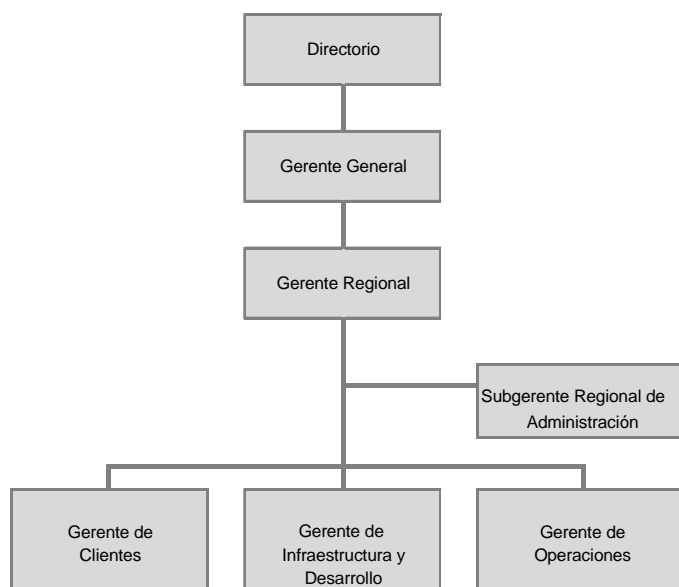 Directorio
Gerente General
Gerente Regional
Subgerente Regional de
Administración
Gerente de
Clientes
Gerente de
Infraestructura y
Desarrollo
Gerente de
Operaciones